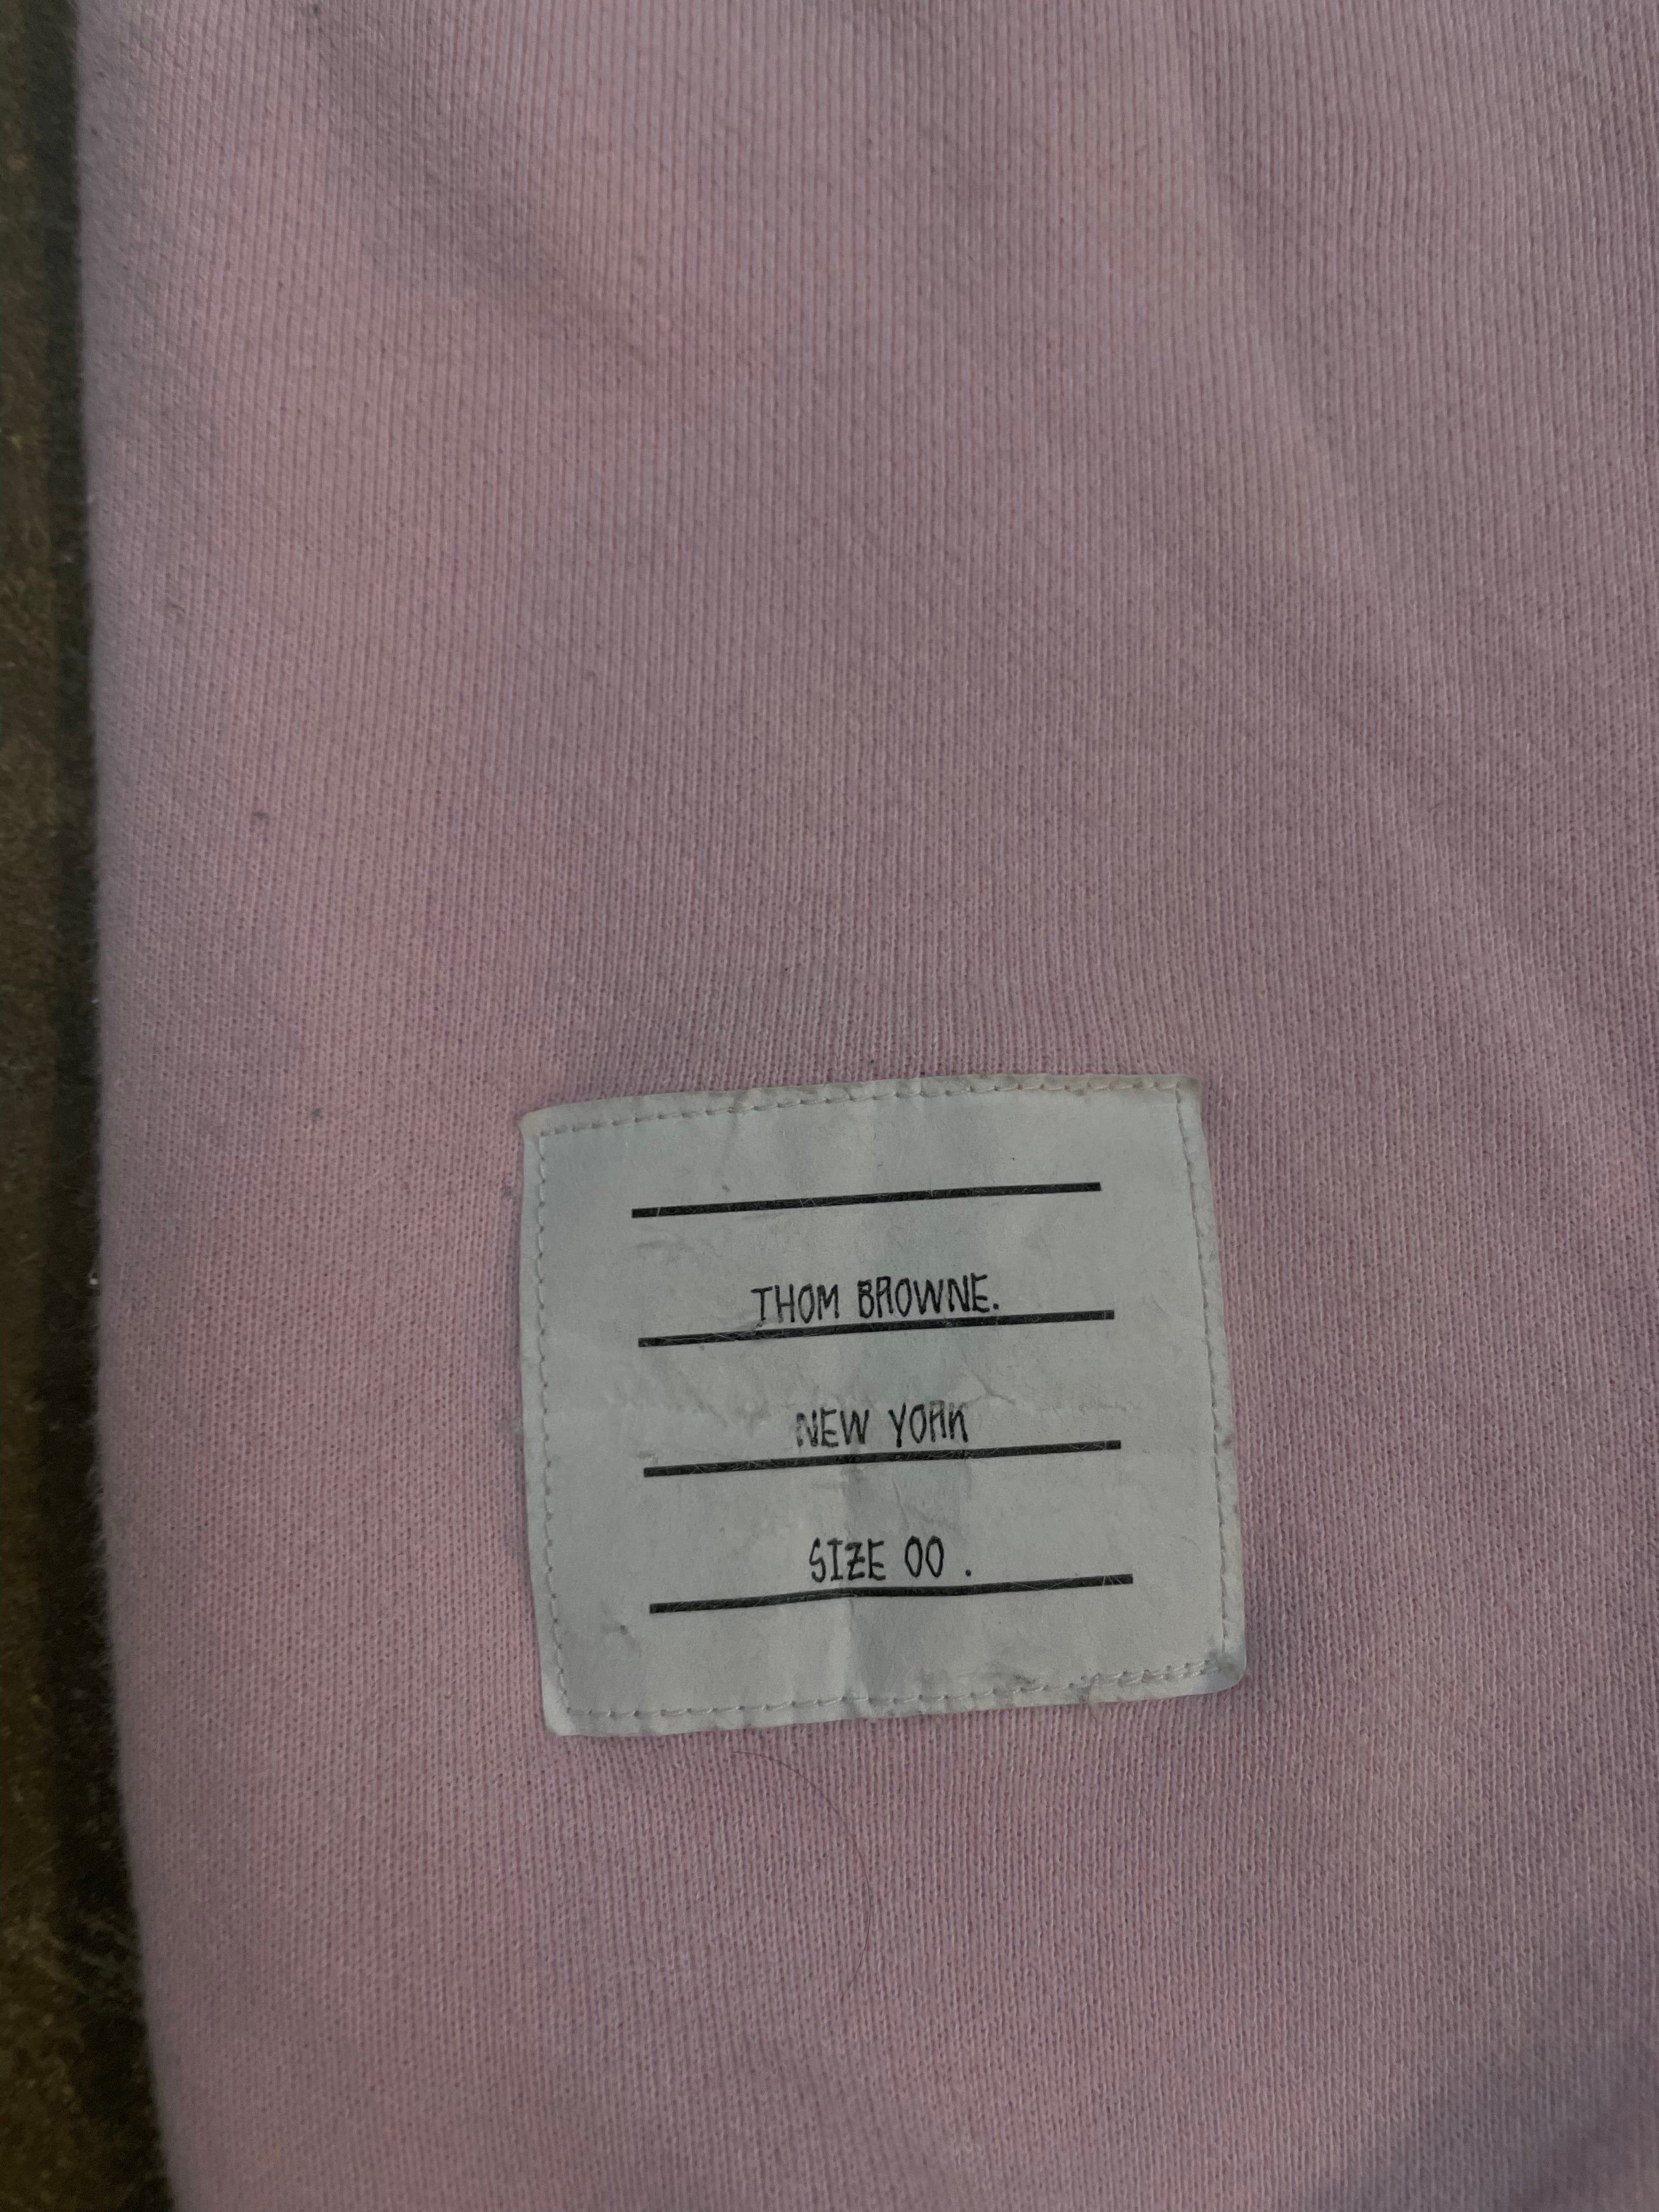 THOM BROWNE.
NEW YORK
SIZE 00 .